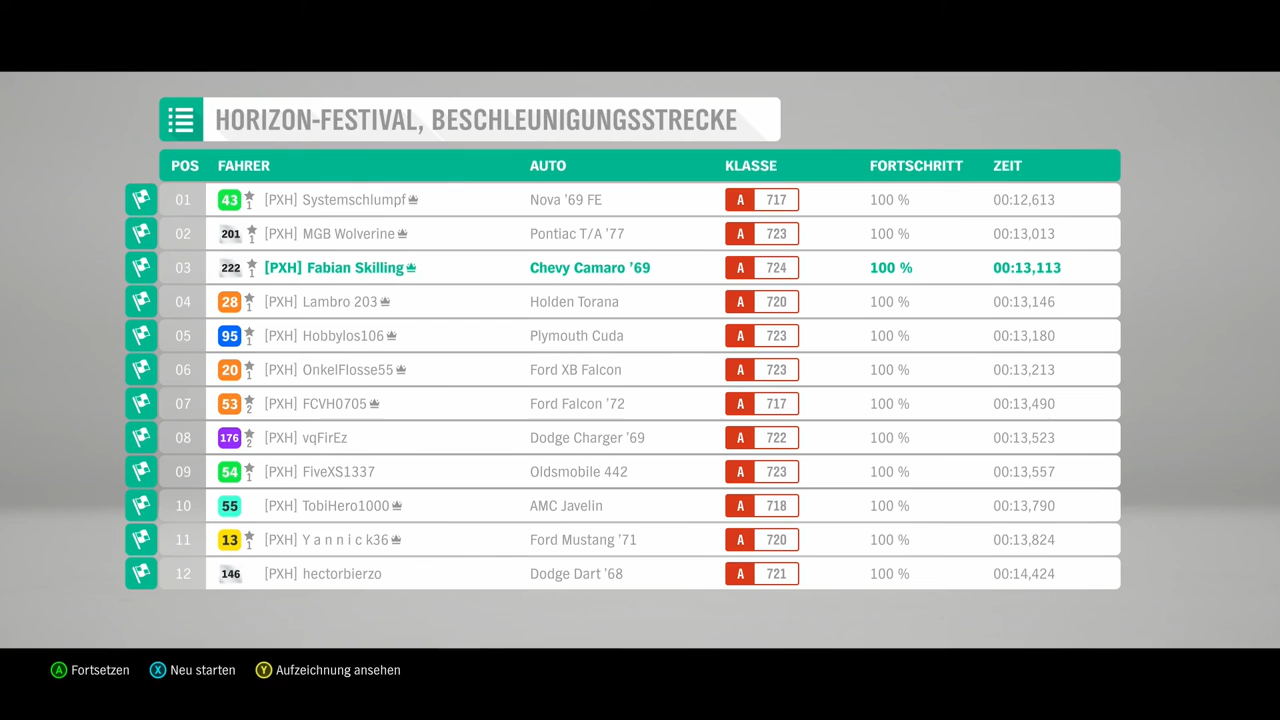 HORIZON-FESTIVAL, BESCHLEUNIGUNGSSTRECKE
POS FAHRER AUTO KLASSE FORTSCHRITT ZEIT
01 43 1 [PXH] Systemschlumpf Nova '69 FE A 717 100 % 00:12,613
02 201 1 [PXH] MGB Wolverine Pontiac T/A '77 A 723 100 % 00:13,013
03 222 1 [PXH] Fabian Skilling Chevy Camaro '69 A 724 100 % 00:13,113
04 28 1 [PXH] Lambro 203 Holden Torana A 720 100 % 00:13,146
05 95 1 [PXH] Hobbylos106 Plymouth Cuda A 723 100 % 00:13,180
06 20 1 [PXH] OnkelFlosse55 Ford XB Falcon A 723 100 % 00:13,213
07 53 2 [PXH] FCVH0705 Ford Falcon '72 A 717 100 % 00:13,490
08 176 2 [PXH] vqFirEz Dodge Charger '69 A 722 100 % 00:13,523
09 54 1 [PXH] FiveXS1337 Oldsmobile 442 A 723 100 % 00:13,557
10 55 [PXH] TobiHero1000 AMC Javelin A 718 100 % 00:13,790
11 13 1 [PXH] Y a n n i c k36 Ford Mustang '71 A 720 100 % 00:13,824
12 146 [PXH] hectorbierzo Dodge Dart '68 A 721 100 % 00:14,424
A Fortsetzen X Neu starten Y Aufzeichnung ansehen